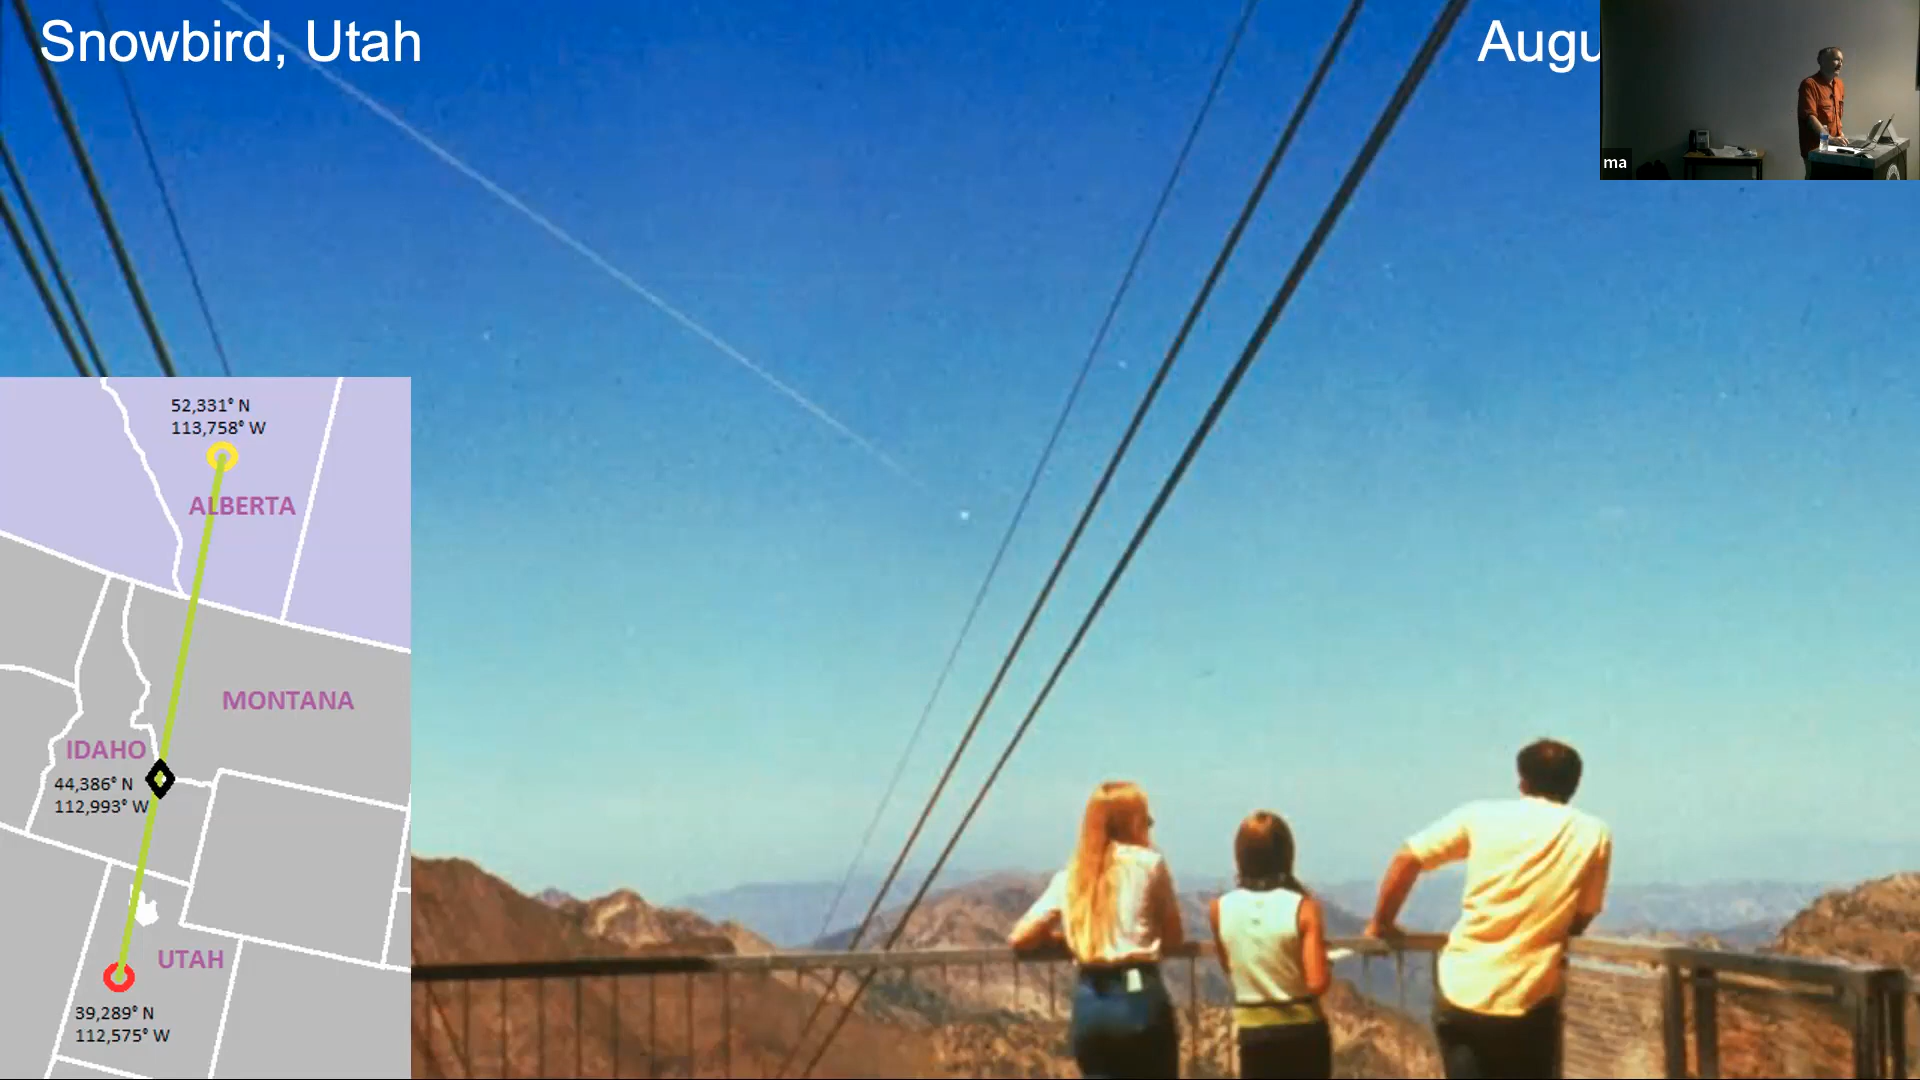 Snowbird, Utah
Augu
ma
52,331° N
113,758° W
ALBERTA
MONTANA
IDAHO
44,386° N
112,993° W
UTAH
39,289° N
112,575° W